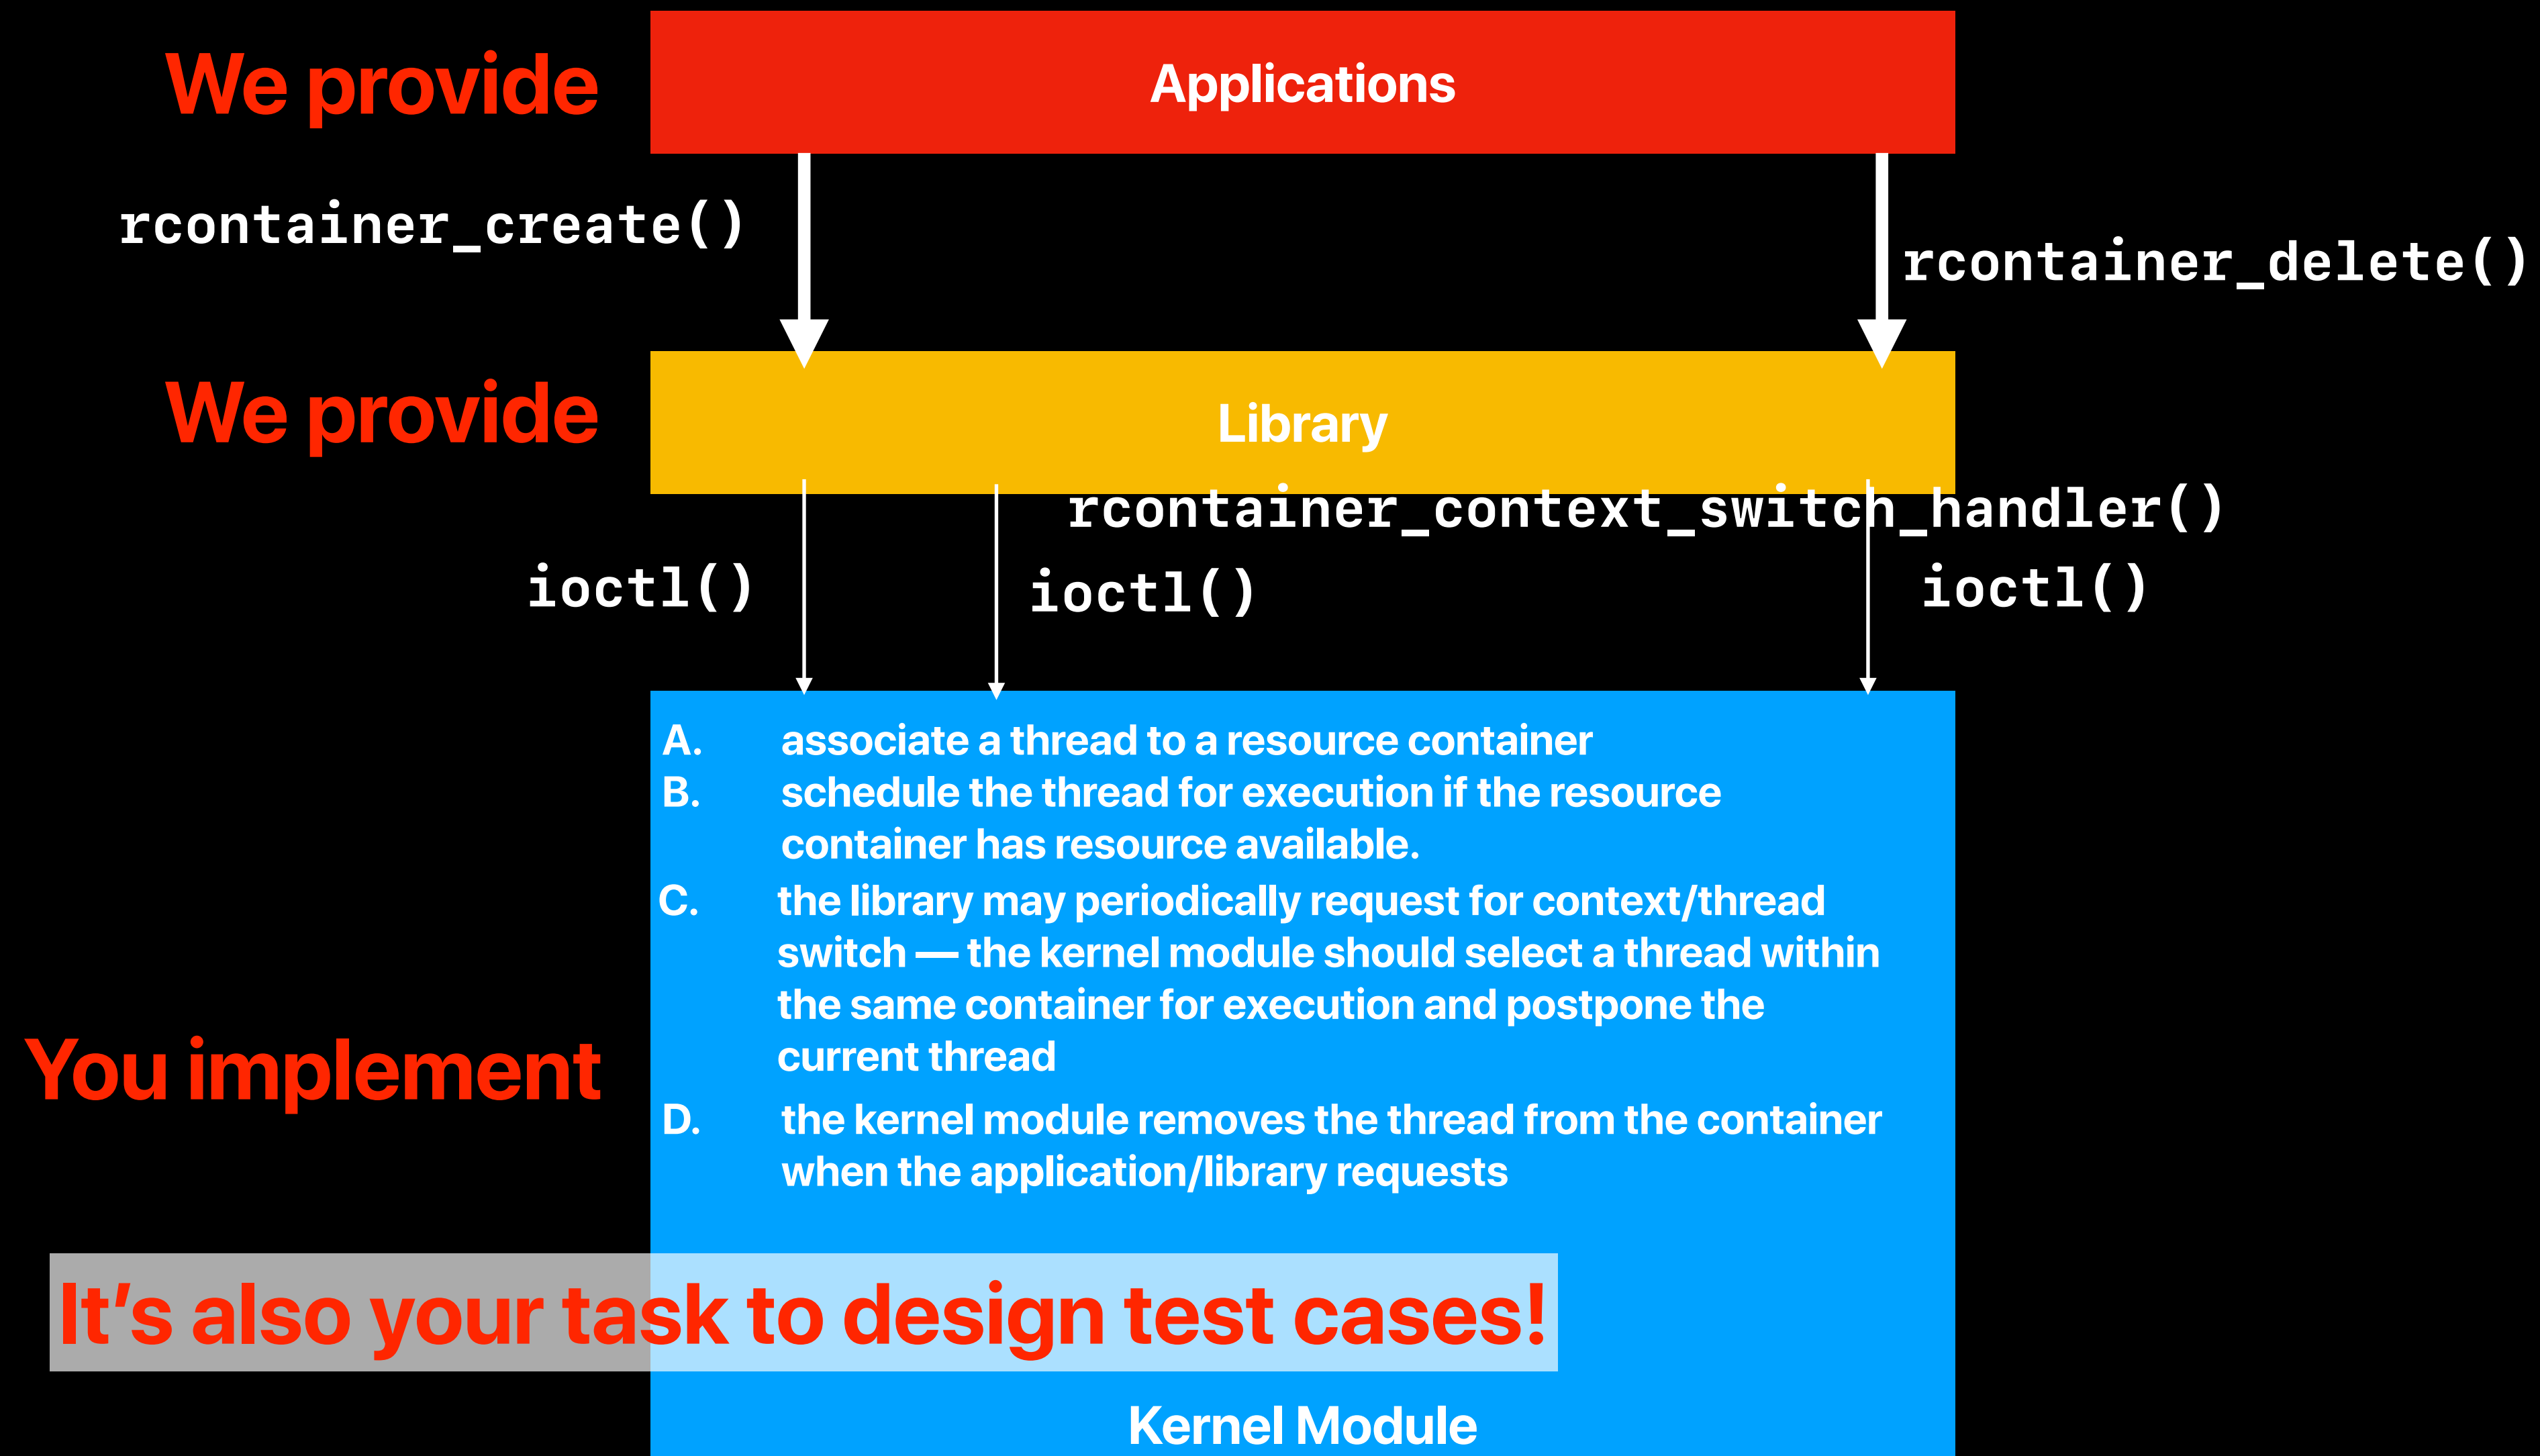 We provide
Applications
rcontainer_create()
rcontainer_delete()
We provide
Library
rcontainer_context_switch_handler()
ioctl()
ioctl()
ioctl()
A. associate a thread to a resource container
B. schedule the thread for execution if the resource
container has resource available.
C. the library may periodically request for context/thread
switch — the kernel module should select a thread within
the same container for execution and postpone the
current thread
You implement
D. the kernel module removes the thread from the container
when the application/library requests
It’s also your task to design test cases!
Kernel Module